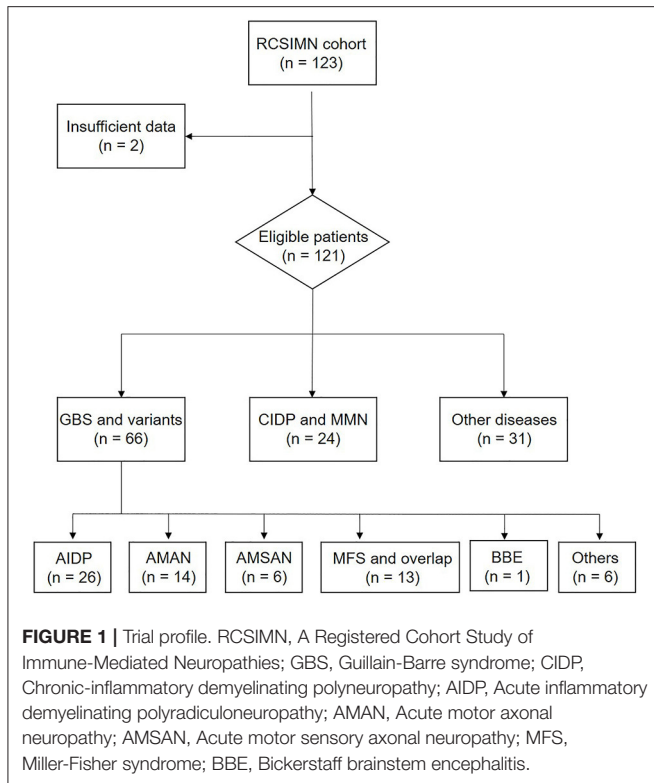 RCSIMN cohort
(n = 123)
Insufficient data
(n = 2)
Eligible patients
(n = 121)
GBS and variants
(n = 66)
CIDP and MMN
(n = 24)
Other diseases
(n = 31)
AIDP
(n = 26)
AMAN
(n = 14)
AMSAN
(n = 6)
MFS and overlap
(n = 13)
BBE
(n = 1)
Others
(n = 6)
FIGURE 1 | Trial profile. RCSIMN, A Registered Cohort Study of
Immune-Mediated Neuropathies; GBS, Guillain-Barre syndrome; CIDP,
Chronic-inflammatory demyelinating polyneuropathy; AIDP, Acute inflammatory
demyelinating polyradiculoneuropathy; AMAN, Acute motor axonal
neuropathy; AMSAN, Acute motor sensory axonal neuropathy; MFS,
Miller-Fisher syndrome; BBE, Bickerstaff brainstem encephalitis.